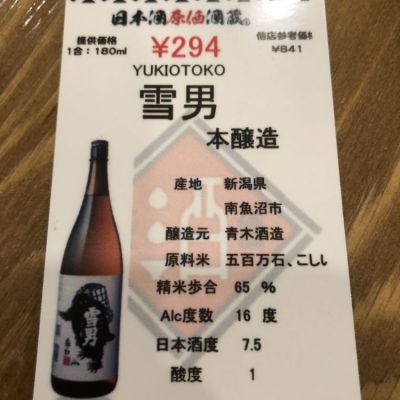 日本酒原価酒蔵
提供価格 他店参考価格
1合:180ml ¥294 ¥841
YUKIOTOKO
雪男
本醸造
産地 新潟県
南魚沼市
醸造元 青木酒造
原料米 五百万石、こし
精米歩合 65 %
Alc度数 16 度
日本酒度 7.5
酸度 1
酒
雪男